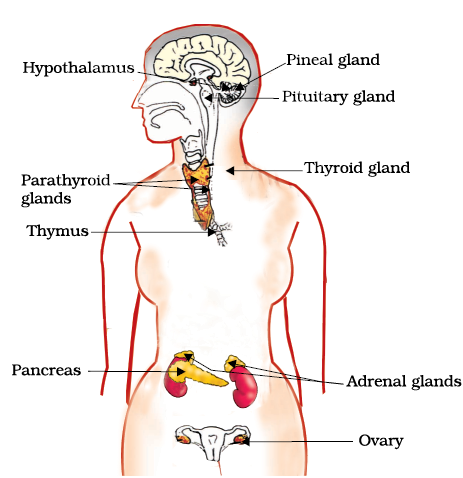 Pineal gland
Hypothalamus
Pituitary gland
Thyroid gland
Parathyroid
glands
Thymus
Pancreas
Adrenal glands
Ovary